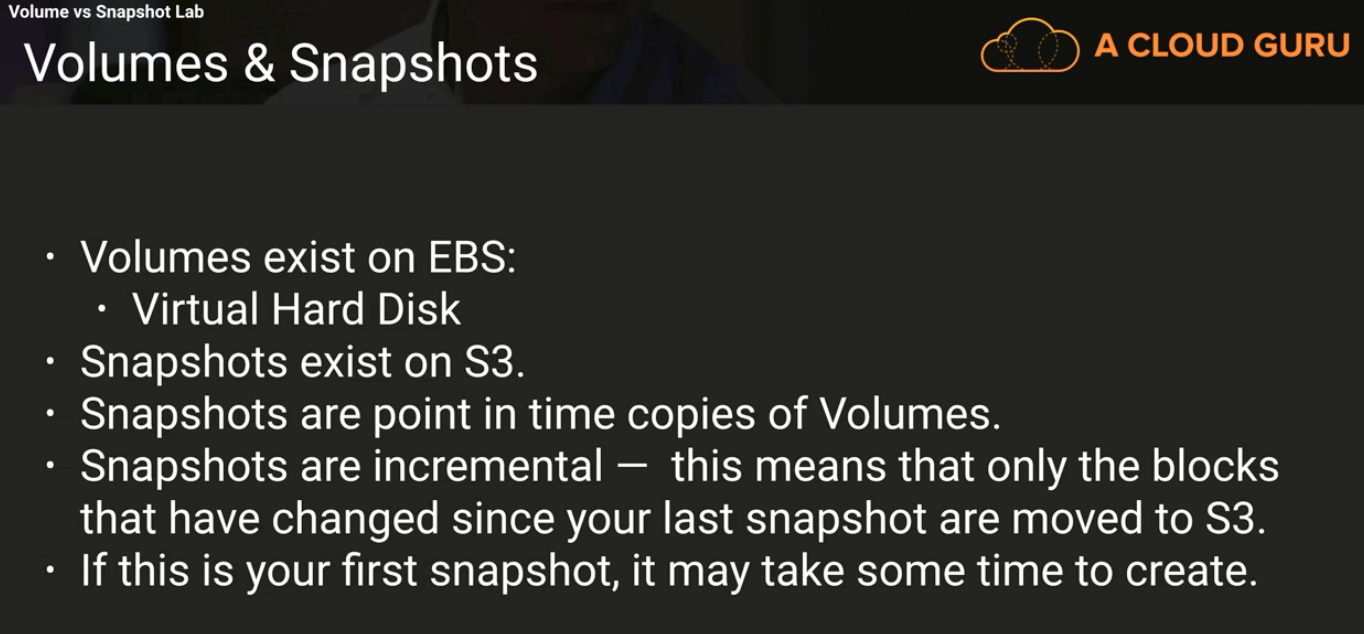 Volume vs Snapshot Lab
Volumes & Snapshots
A CLOUD GURU
· Volumes exist on EBS:
· Virtual Hard Disk
· Snapshots exist on S3.
· Snapshots are point in time copies of Volumes.
· Snapshots are incremental — this means that only the blocks
that have changed since your last snapshot are moved to S3.
· If this is your first snapshot, it may take some time to create.